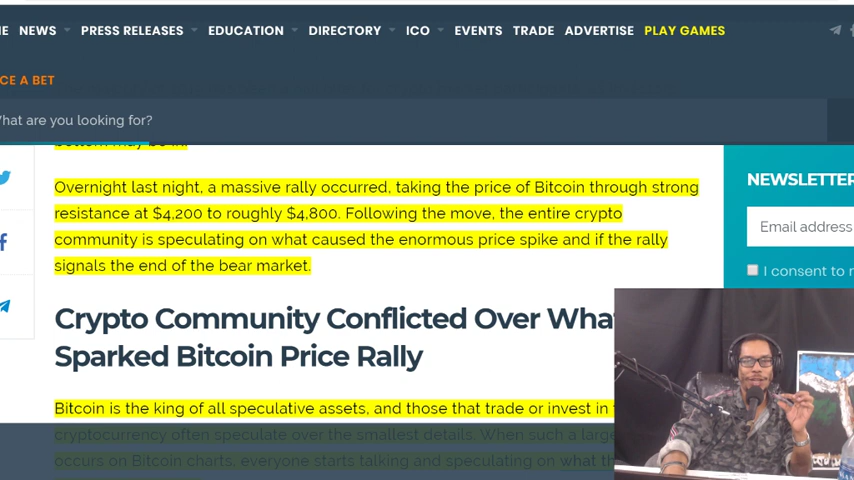 NEWS PRESS RELEASES EDUCATION DIRECTORY ICO EVENTS TRADE ADVERTISE PLAY GAMES
A BET
What are you looking for?
Overnight last night, a massive rally occurred, taking the price of Bitcoin through strong
resistance at $4,200 to roughly $4,800. Following the move, the entire crypto
community is speculating on what caused the enormous price spike and if the rally
signals the end of the bear market.
Crypto Community Conflicted Over What
Sparked Bitcoin Price Rally
Bitcoin is the king of all speculative assets, and those that trade or invest in
cryptocurrency often speculate over the smallest details. When such a large
occurs on Bitcoin charts, everyone starts talking and speculating on what
NEWSLETTER
Email address
I consent to